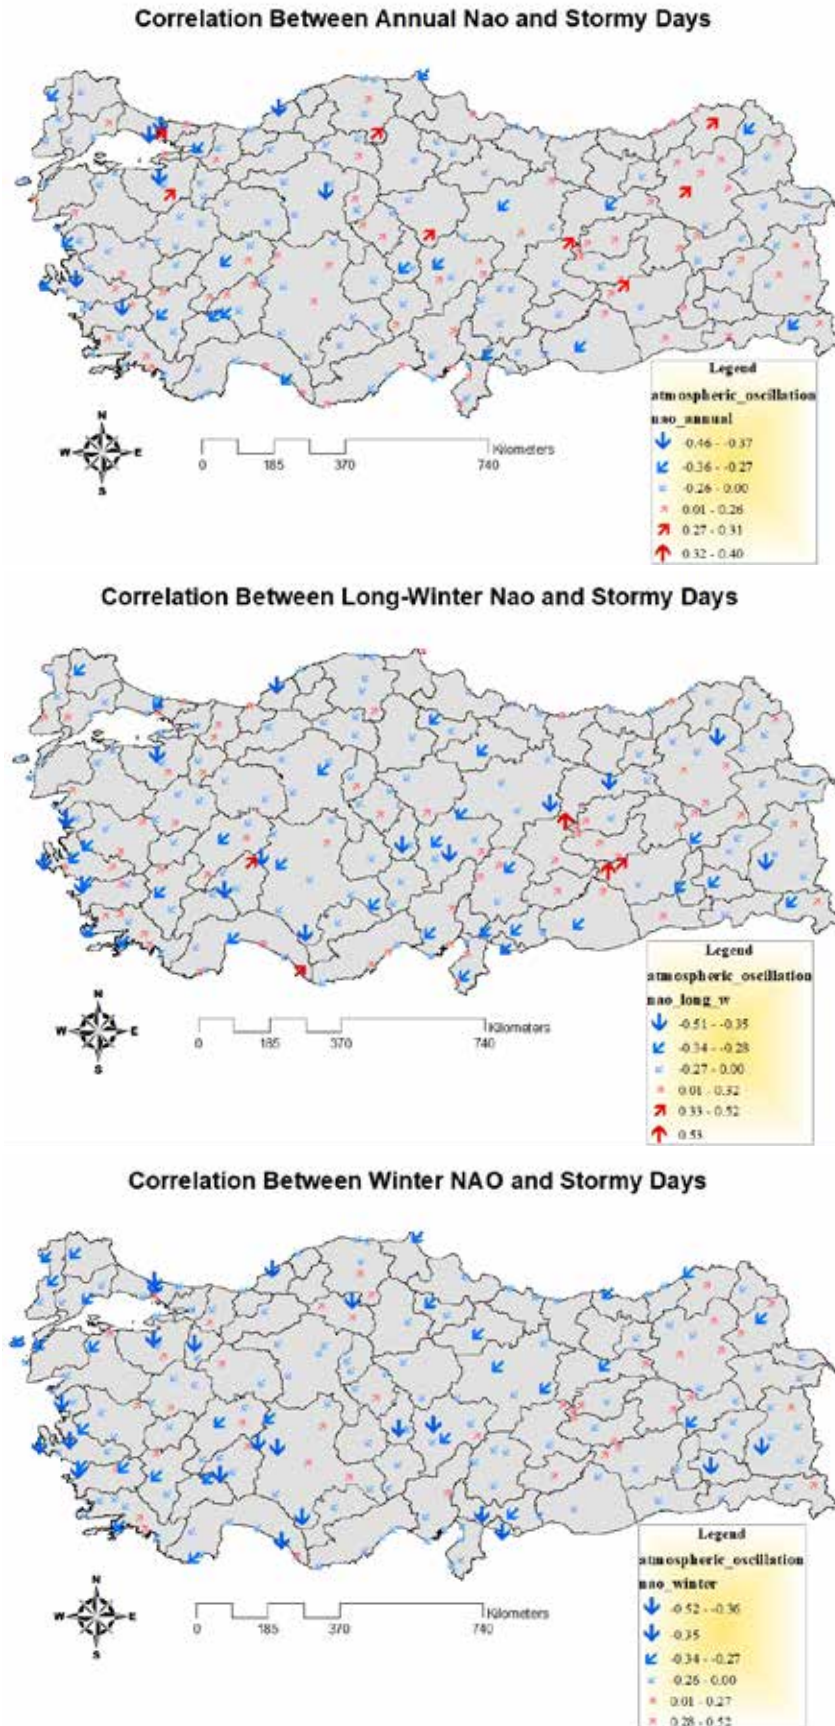 Correlation Between Annual Nao and Stormy Days
N
W E
S
Kilometers
0 185 370 740
Legend
atmospheric_oscillation
nao_annual
-0.46 - -0.37
-0.36 - -0.27
-0.26 - 0.00
0.01 - 0.26
0.27 - 0.31
0.32 - 0.40
Correlation Between Long-Winter Nao and Stormy Days
N
W E
S
Kilometers
0 185 370 740
Legend
atmospheric_oscillation
nao_long_w
-0.51 - -0.35
-0.34 - -0.28
-0.27 - 0.00
0.01 - 0.32
0.33 - 0.52
0.53
Correlation Between Winter NAO and Stormy Days
N
W E
S
Kilometers
0 185 370 740
Legend
atmospheric_oscillation
nao_winter
-0.52 - -0.36
-0.35
-0.34 - -0.27
-0.26 - 0.00
0.01 - 0.27
0.28 - 0.52